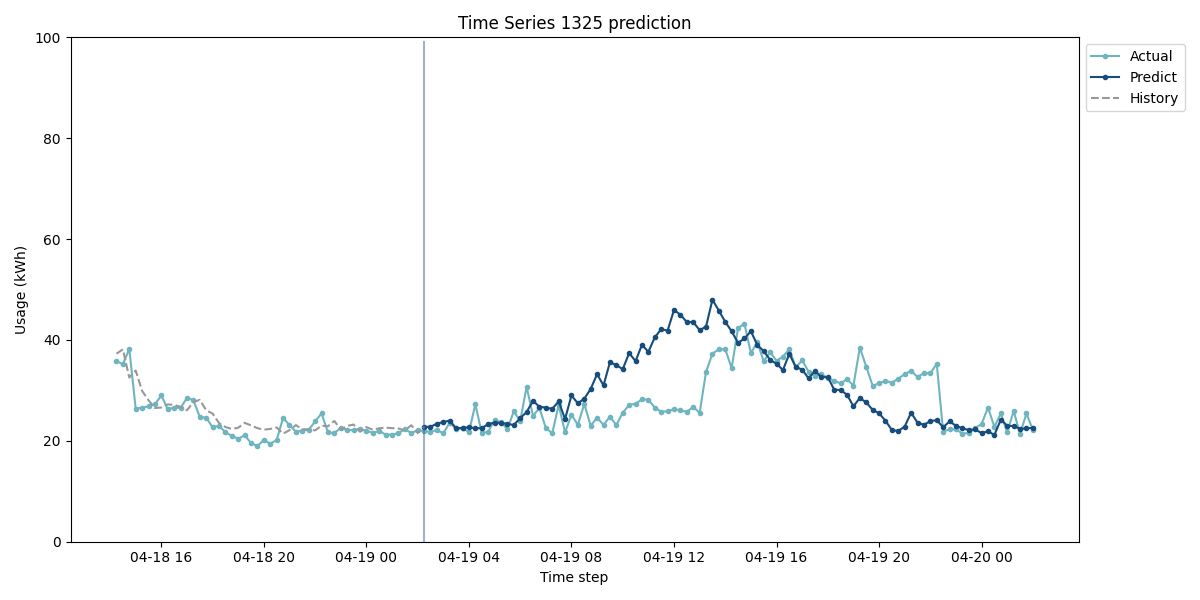 Time Series 1325 prediction
Usage (kWh)
100
80
60
40
20
0
04-18 16
04-18 20
04-19 00
04-19 04
04-19 08
04-19 12
04-19 16
04-19 20
04-20 00
Time step
Actual
Predict
History